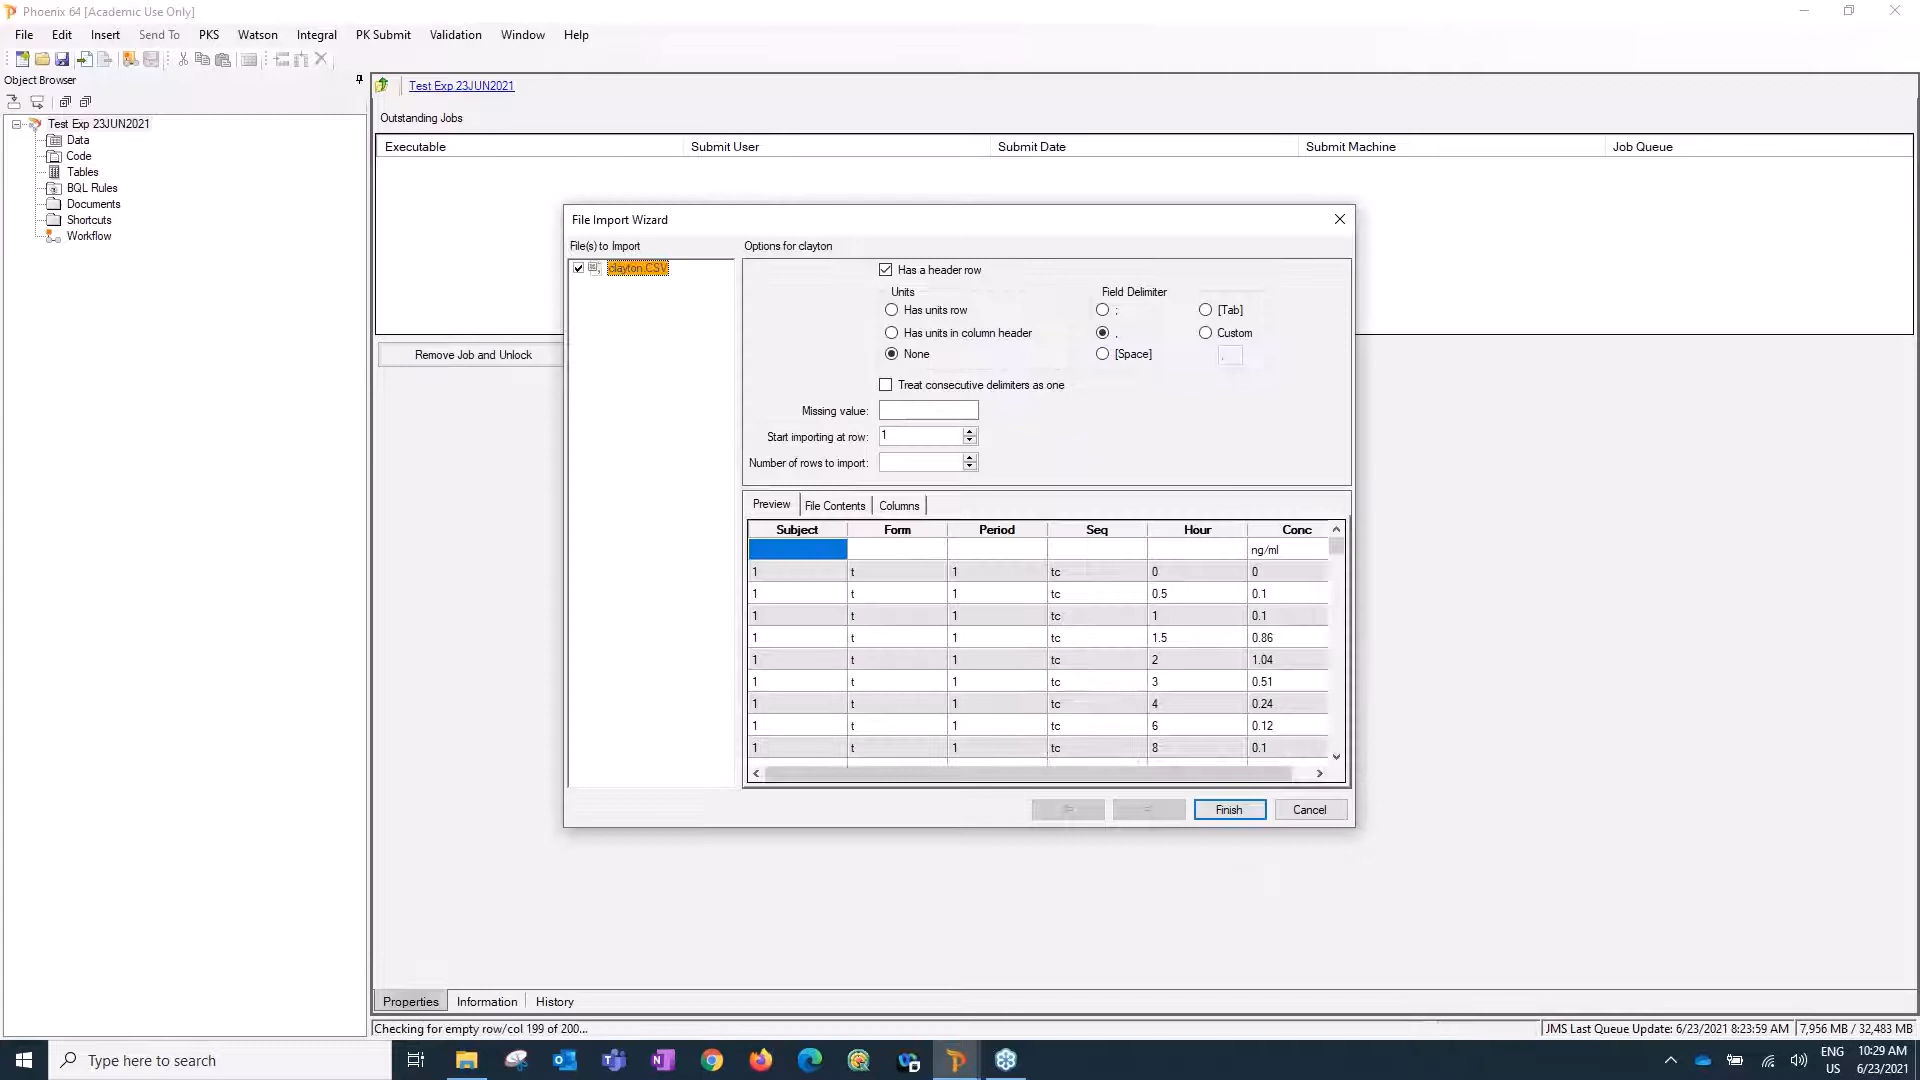 Phoenix 64 [Academic Use Only]
File Edit Insert Send To PKS Watson Integral PK Submit Validation Window Help
Object Browser
Test Exp 23JUN2021
Data
Code
Tables
BQL Rules
Documents
Shortcuts
Workflow
Test Exp 23JUN2021
Outstanding Jobs
Executable Submit User Submit Date Submit Machine Job Queue
Remove Job and Unlock
File Import Wizard
File(s) to Import
clayton.CSV
Options for clayton
Has a header row
Units
Has units row
Has units in column header
None
Field Delimiter
;
,
[Space]
[Tab]
Custom
,
Treat consecutive delimiters as one
Missing value:
Start importing at row: 1
Number of rows to import:
Preview File Contents Columns
Subject Form Period Seq Hour Conc
ng/ml
1 t 1 tc 0 0
1 t 1 tc 0.5 0.1
1 t 1 tc 1 0.1
1 t 1 tc 1.5 0.86
1 t 1 tc 2 1.04
1 t 1 tc 3 0.51
1 t 1 tc 4 0.24
1 t 1 tc 6 0.12
1 t 1 tc 8 0.1
Finish Cancel
Properties Information History
Checking for empty row/col 199 of 200... JMS Last Queue Update: 6/23/2021 8:23:59 AM 7,956 MB / 32,483 MB
Type here to search
ENG
US
10:29 AM
6/23/2021